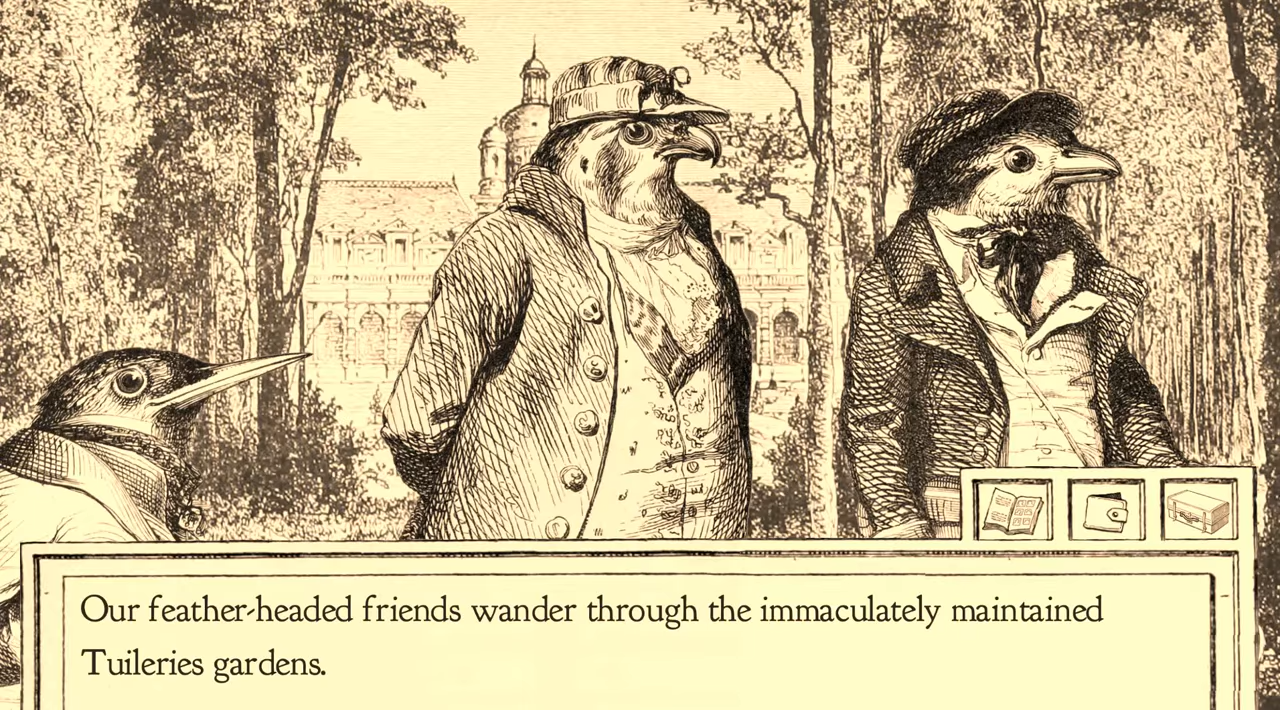 Our feather-headed friends wander through the immaculately maintained
Tuileries gardens.